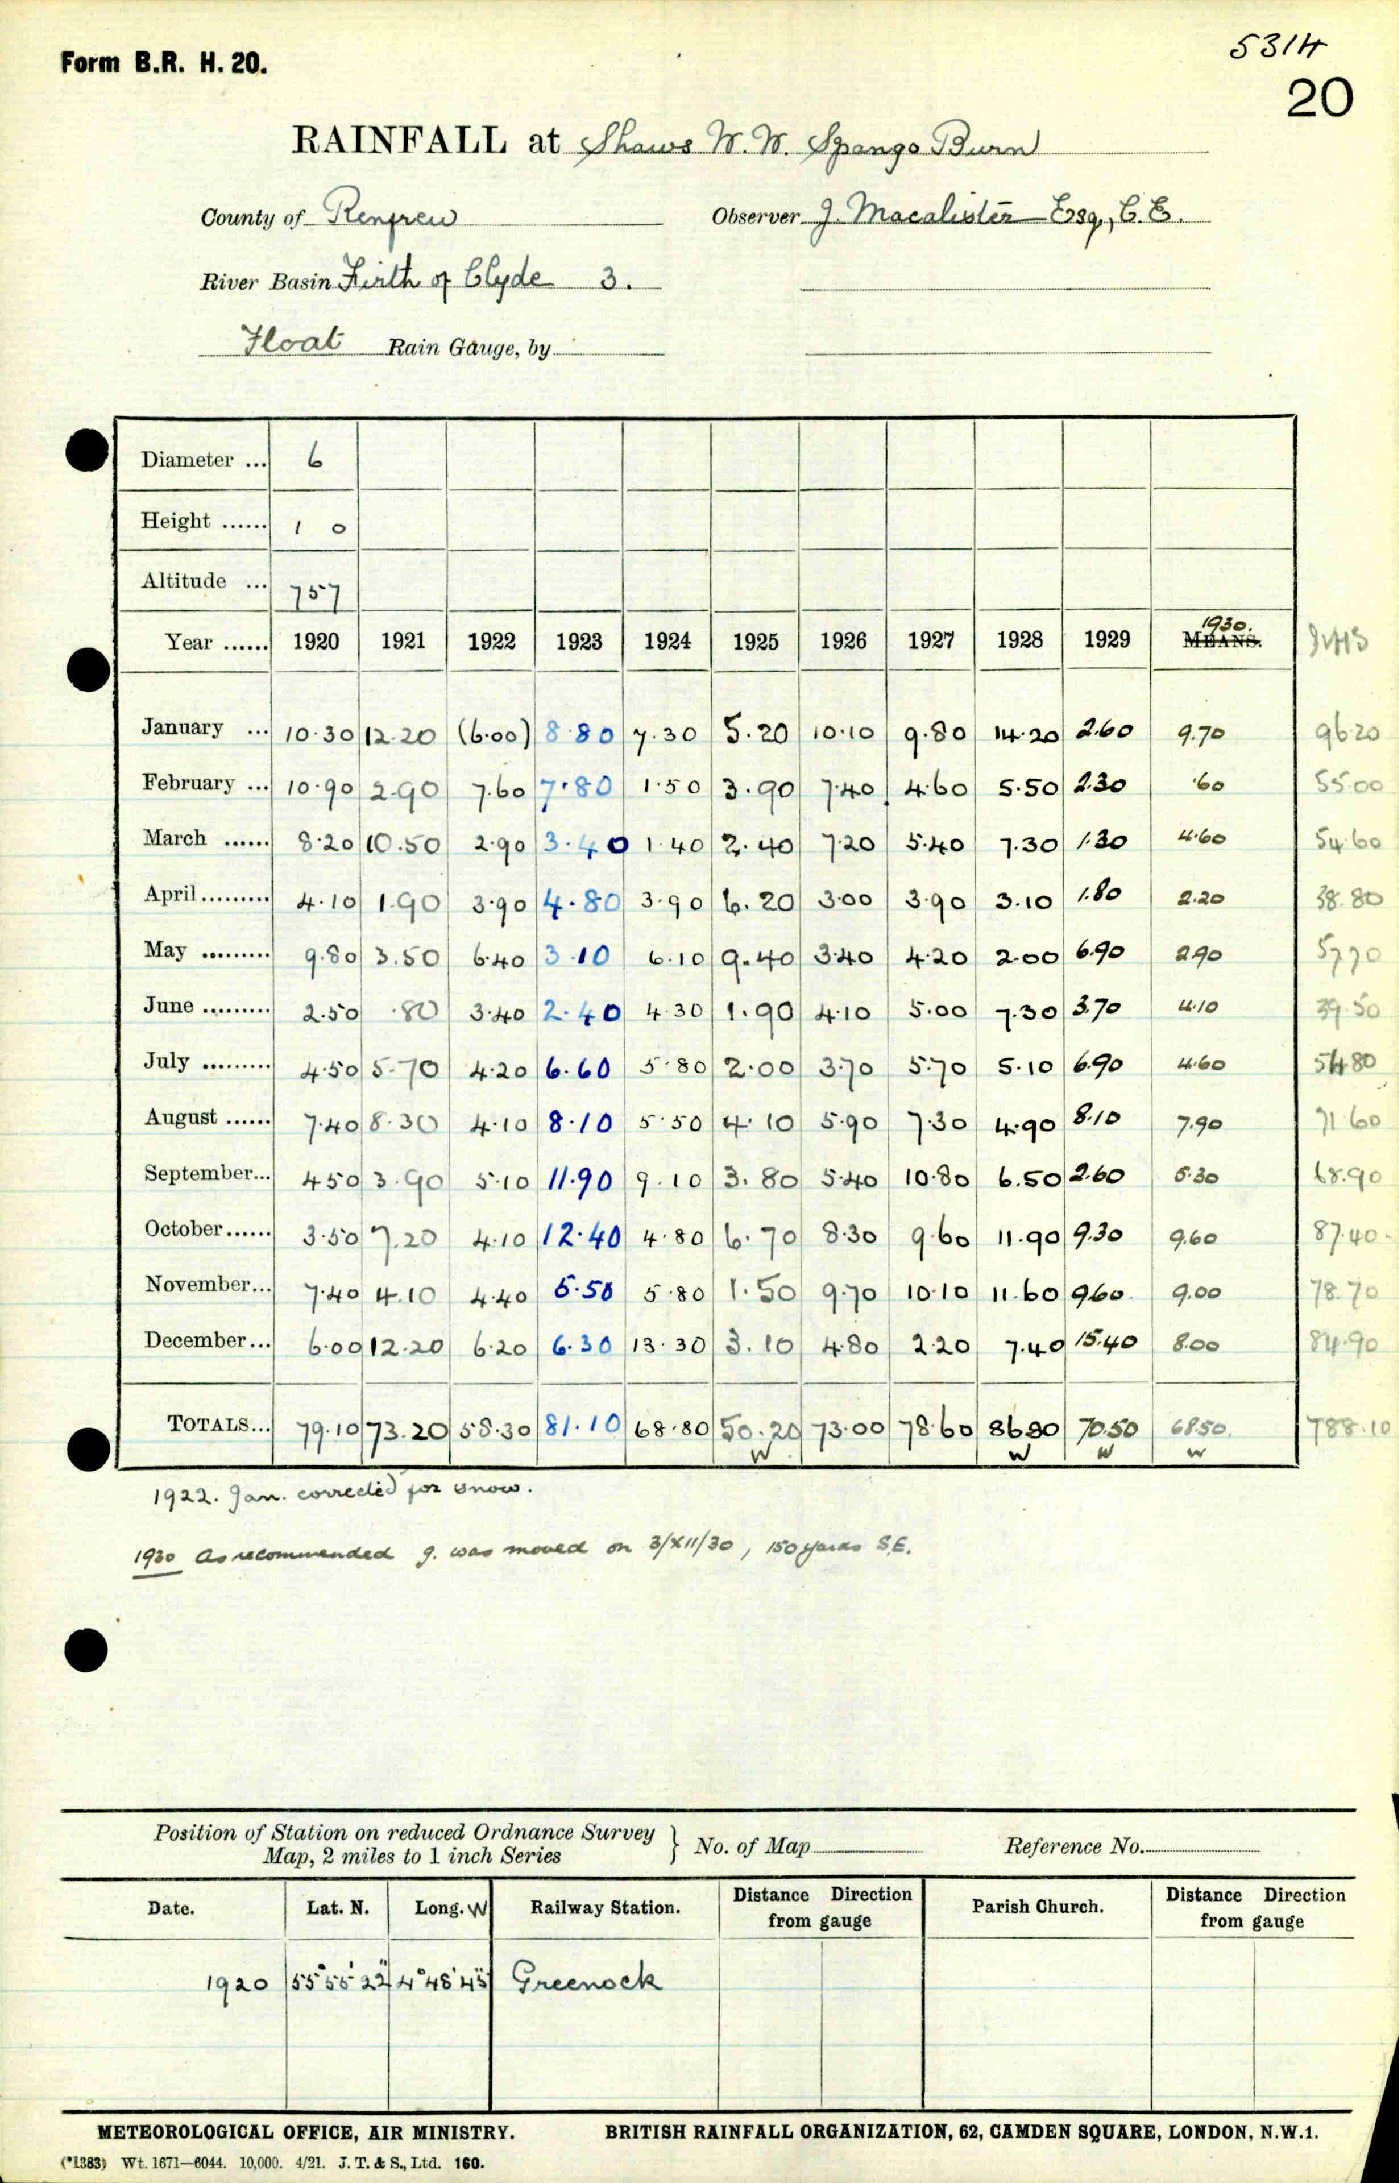 5314
Form B.R. H. 20.
20
RAINFALL at Shaws W.W. Spango Burn
County of Renfrew Observer J. Macalister Esq., C.E.
River Basin Firth of Clyde 3.
Float Rain Gauge, by
Diameter ... 6
Height ...... 1 0
Altitude ... 757
Year ...... 1920 1921 1922 1923 1924 1925 1926 1927 1928 1929 1930. MEANS.
January ... 10.30 12.20 (6.00) 8.80 7.30 5.20 10.10 9.80 14.20 2.60 9.70 96.20
February ... 10.90 2.90 7.60 7.80 1.50 3.90 7.40 4.60 5.50 2.30 .60 55.00
March ...... 8.20 10.50 2.90 3.40 1.40 2.40 7.20 5.40 7.30 1.30 4.60 54.60
April ......... 4.10 1.90 3.90 4.80 3.90 6.20 3.00 3.90 3.10 1.80 2.20 38.80
May ......... 9.80 3.50 6.40 3.10 6.10 9.40 3.40 4.20 2.00 6.90 2.90 57.70
June ......... 2.50 .80 3.40 2.40 4.30 1.90 4.10 5.00 7.30 3.70 4.10 39.50
July ......... 4.50 5.70 4.20 6.60 5.80 2.00 3.70 5.70 5.10 6.90 4.60 54.80
August ...... 7.40 8.30 4.10 8.10 5.50 4.10 5.90 7.30 4.90 8.10 7.90 71.60
September... 4.50 3.90 5.10 11.90 9.10 3.80 5.40 10.80 6.50 2.60 5.30 68.90
October...... 3.50 7.20 4.10 12.40 4.80 6.70 8.30 9.60 11.90 9.30 9.60 87.40
November... 7.40 4.10 4.40 5.50 5.80 1.50 9.70 10.10 11.60 9.60 9.00 78.70
December... 6.00 12.20 6.20 6.30 13.30 3.10 4.80 2.20 7.40 15.40 8.00 84.90
TOTALS... 79.10 73.20 58.30 81.10 68.80 50.20 73.00 78.60 86.80 70.50 68.50 788.10
W W W W
1922. Jan. corrected for snow.
1930 As recommended g. was moved on 3/XII/30, 150 yards S.E.
Position of Station on reduced Ordnance Survey
Map, 2 miles to 1 inch Series } No. of Map Reference No.
Date. Lat. N. Long. W Railway Station. Distance Direction from gauge Parish Church. Distance Direction from gauge
1920 55° 55' 22" 4° 48' 45" Greenock
METEOROLOGICAL OFFICE, AIR MINISTRY. BRITISH RAINFALL ORGANIZATION, 62, CAMDEN SQUARE, LONDON, N.W.1.
(*1383) Wt. 1671—6044. 10,000. 4/21. J. T. & S., Ltd. 160.